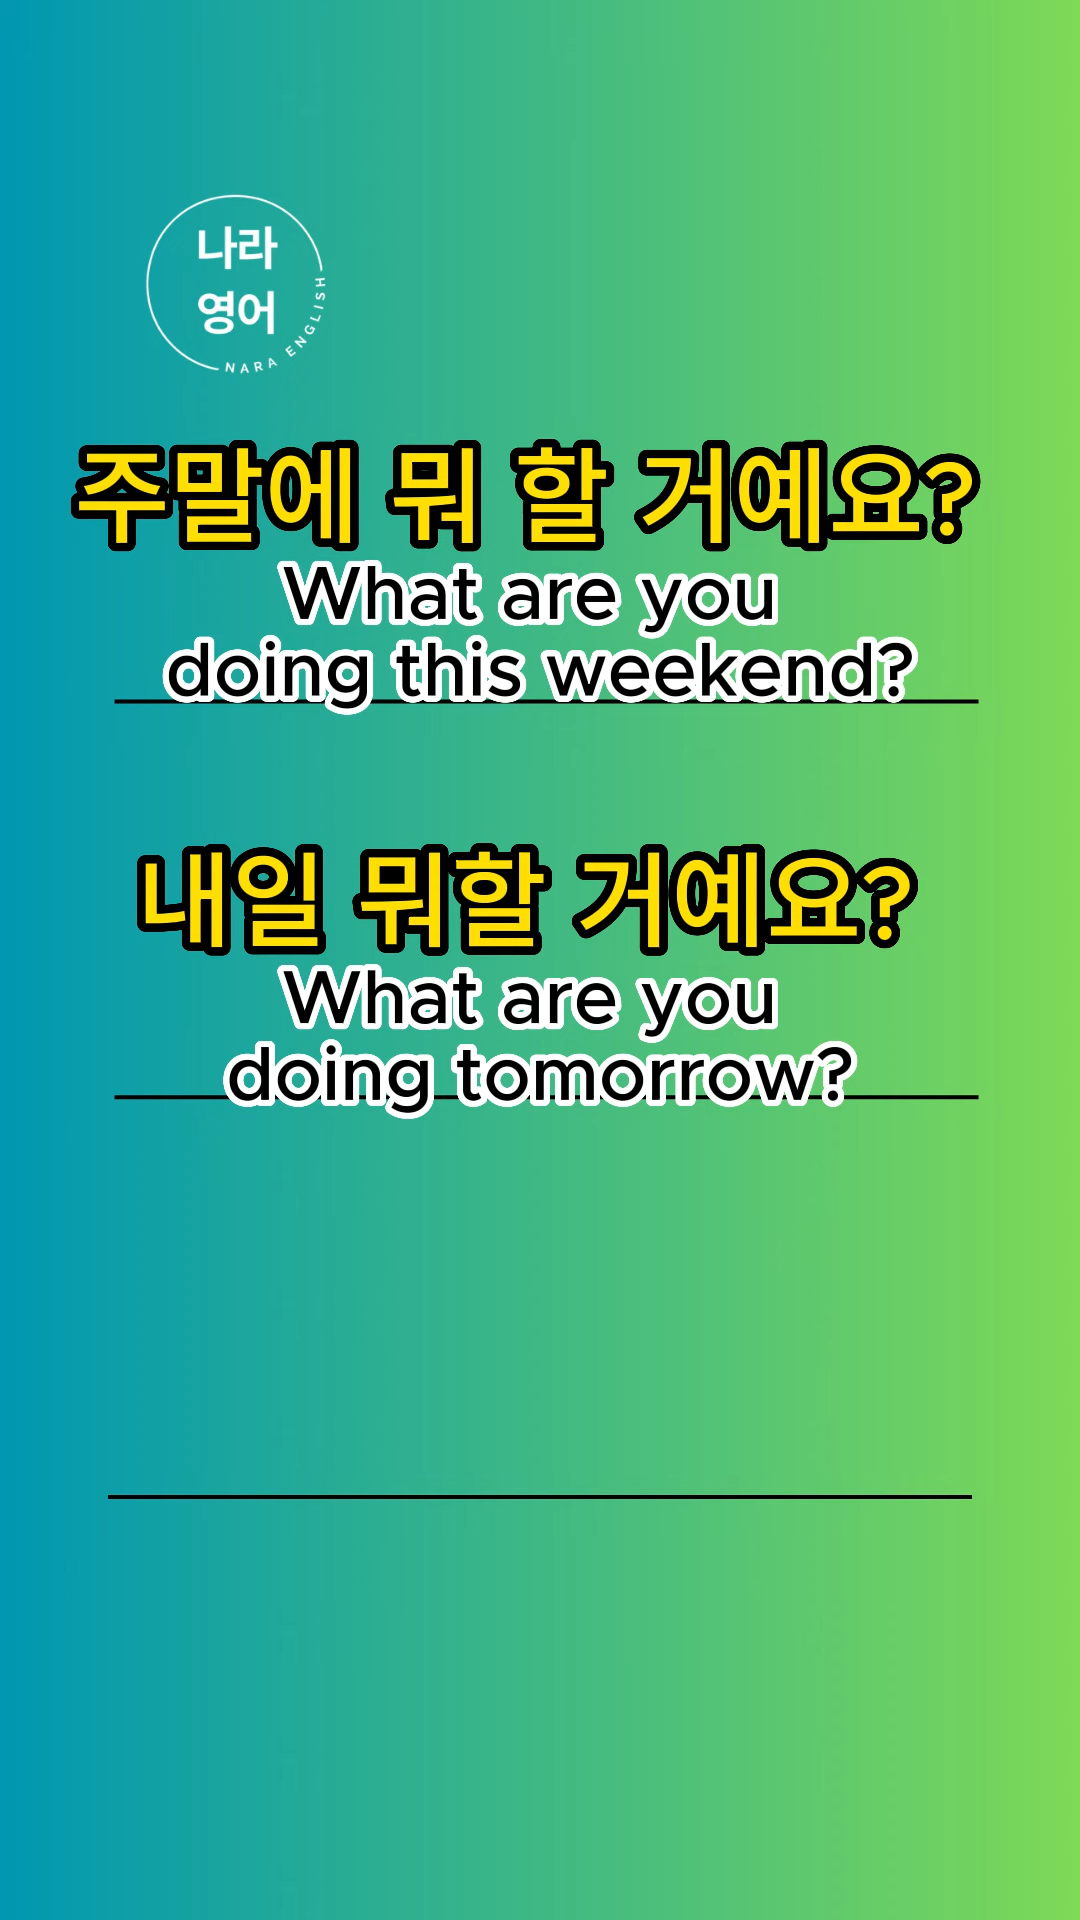 나라
영어
NARA ENGLISH
주말에 뭐 할 거예요?
What are you
doing this weekend?
내일 뭐할 거예요?
What are you
doing tomorrow?